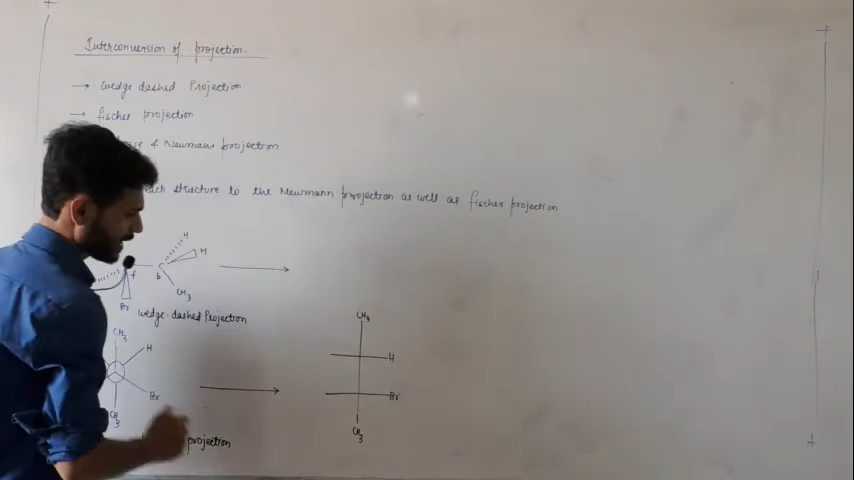 Interconversion of projection.
→ wedge dashed Projection
→ fischer projection
& Newman projection
each structure to the Newmann projection as well as fischer projection
H
H
f b
CH3
Br
wedge-dashed Projection
CH3
CH3
H
H
Br
Br
CH3
CH3
projection